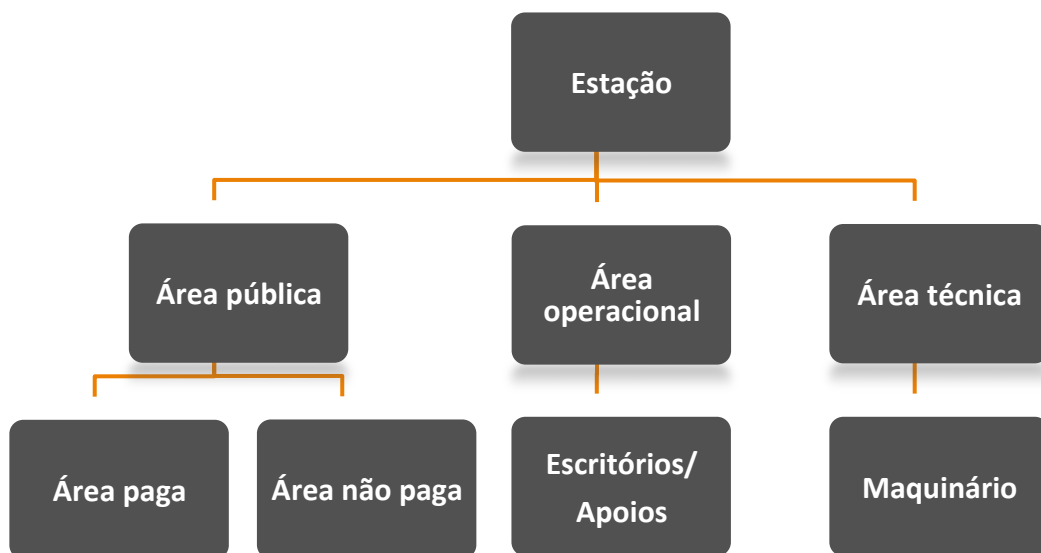 Estação
Área pública
Área
operacional
Área técnica
Área paga
Área não paga
Escritórios/
Apoios
Maquinário